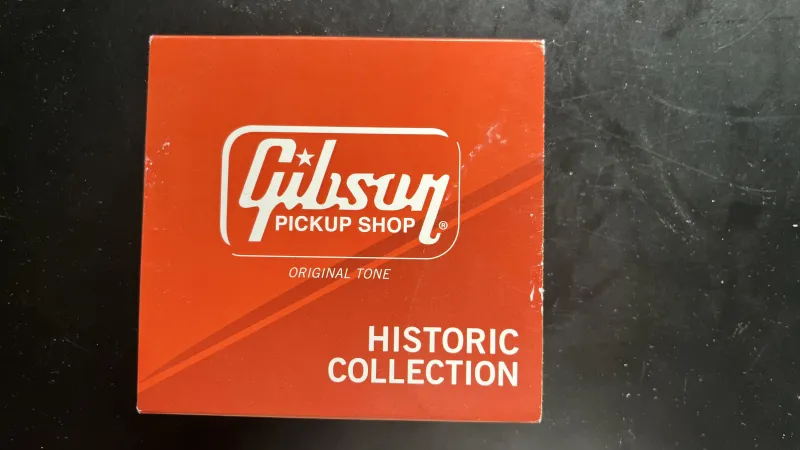 Gibson
PICKUP SHOP ®
ORIGINAL TONE
HISTORIC
COLLECTION